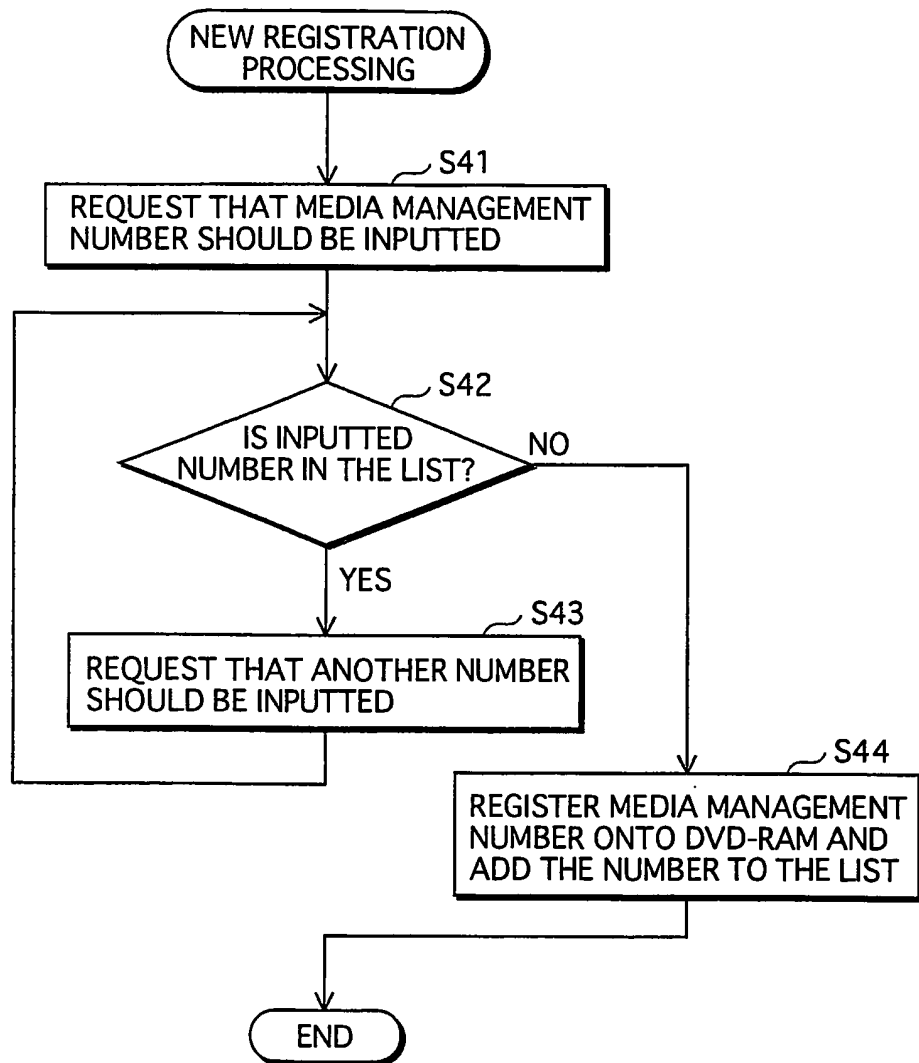 NEW REGISTRATION
PROCESSING
S41
REQUEST THAT MEDIA MANAGEMENT
NUMBER SHOULD BE INPUTTED
S42
IS INPUTTED
NUMBER IN THE LIST?
NO
YES
S43
REQUEST THAT ANOTHER NUMBER
SHOULD BE INPUTTED
S44
REGISTER MEDIA MANAGEMENT
NUMBER ONTO DVD-RAM AND
ADD THE NUMBER TO THE LIST
END